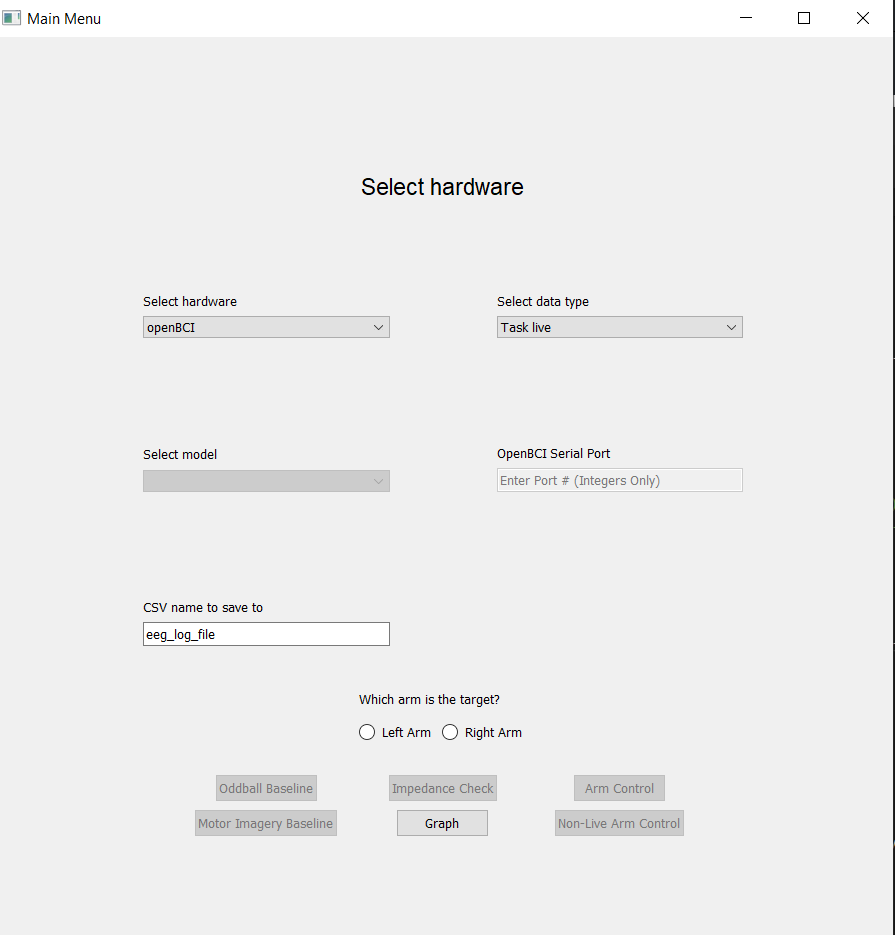 Main Menu
Select hardware
Select hardware
Select data type
openBCI
Task live
Select model
OpenBCI Serial Port
Enter Port # (Integers Only)
CSV name to save to
eeg_log_file
Which arm is the target?
Left Arm
Right Arm
Oddball Baseline
Impedance Check
Arm Control
Motor Imagery Baseline
Graph
Non-Live Arm Control